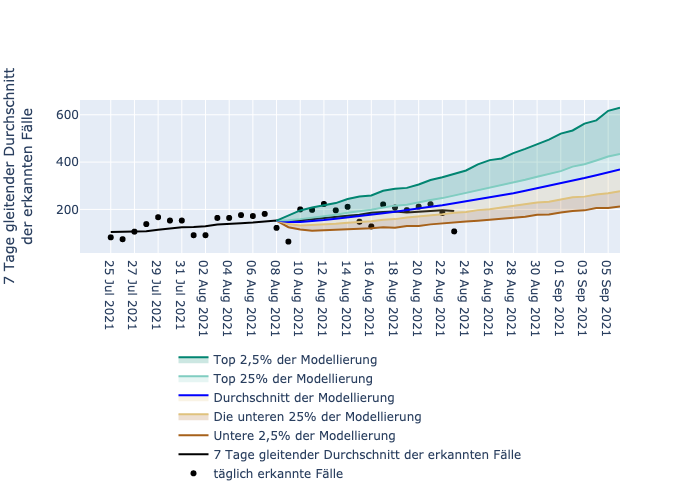 7 Tage gleitender Durchschnitt
der erkannten Fälle
600
400
200
25 Jul 2021
27 Jul 2021
29 Jul 2021
31 Jul 2021
02 Aug 2021
04 Aug 2021
06 Aug 2021
08 Aug 2021
10 Aug 2021
12 Aug 2021
14 Aug 2021
16 Aug 2021
18 Aug 2021
20 Aug 2021
22 Aug 2021
24 Aug 2021
26 Aug 2021
28 Aug 2021
30 Aug 2021
01 Sep 2021
03 Sep 2021
05 Sep 2021
Top 2,5% der Modellierung
Top 25% der Modellierung
Durchschnitt der Modellierung
Die unteren 25% der Modellierung
Untere 2,5% der Modellierung
7 Tage gleitender Durchschnitt der erkannten Fälle
täglich erkannte Fälle